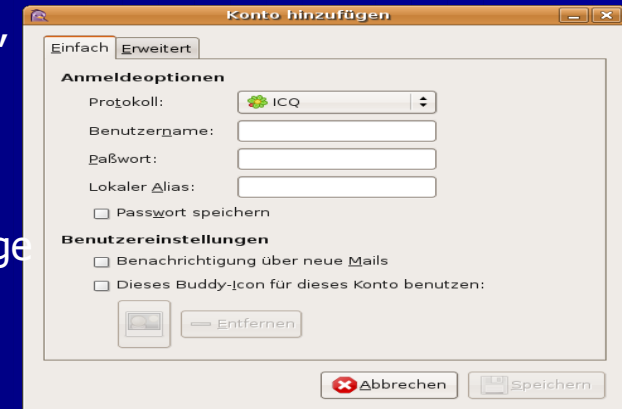 Konto hinzufügen
,
Einfach Erweitert
Anmeldeoptionen
Protokoll: ICQ
Benutzername:
Paßwort:
Lokaler Alias:
Passwort speichern
ge
Benutzereinstellungen
Benachrichtigung über neue Mails
Dieses Buddy-Icon für dieses Konto benutzen:
Entfernen
Abbrechen Speichern